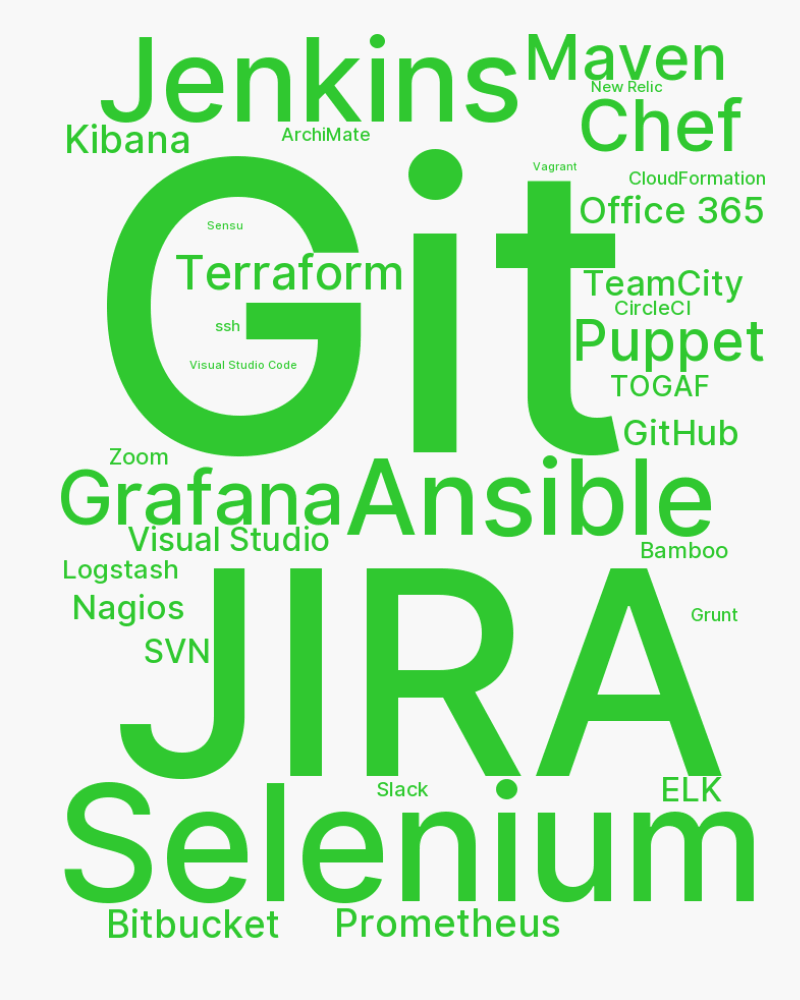 Jenkins
Maven
New Relic
Chef
Kibana
ArchiMate
Git
Vagrant
CloudFormation
Office 365
Sensu
Terraform
TeamCity
CircleCI
ssh
Puppet
Visual Studio Code
TOGAF
GitHub
Zoom
Grafana
Ansible
Visual Studio
Bamboo
Logstash
JIRA
Nagios
Grunt
SVN
Slack
ELK
Selenium
Bitbucket
Prometheus